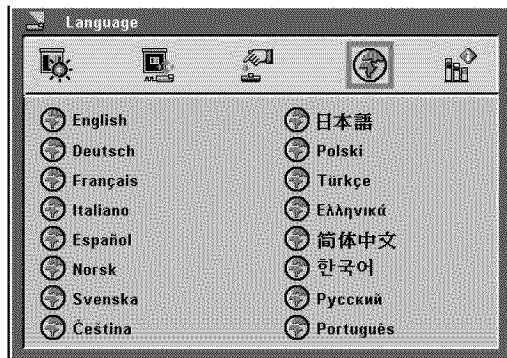 Language
English
Deutsch
Français
Italiano
Español
Norsk
Svenska
Čestina
日本語
Polski
Türkçe
Ελληνικά
简体中文
한국어
Русский
Português